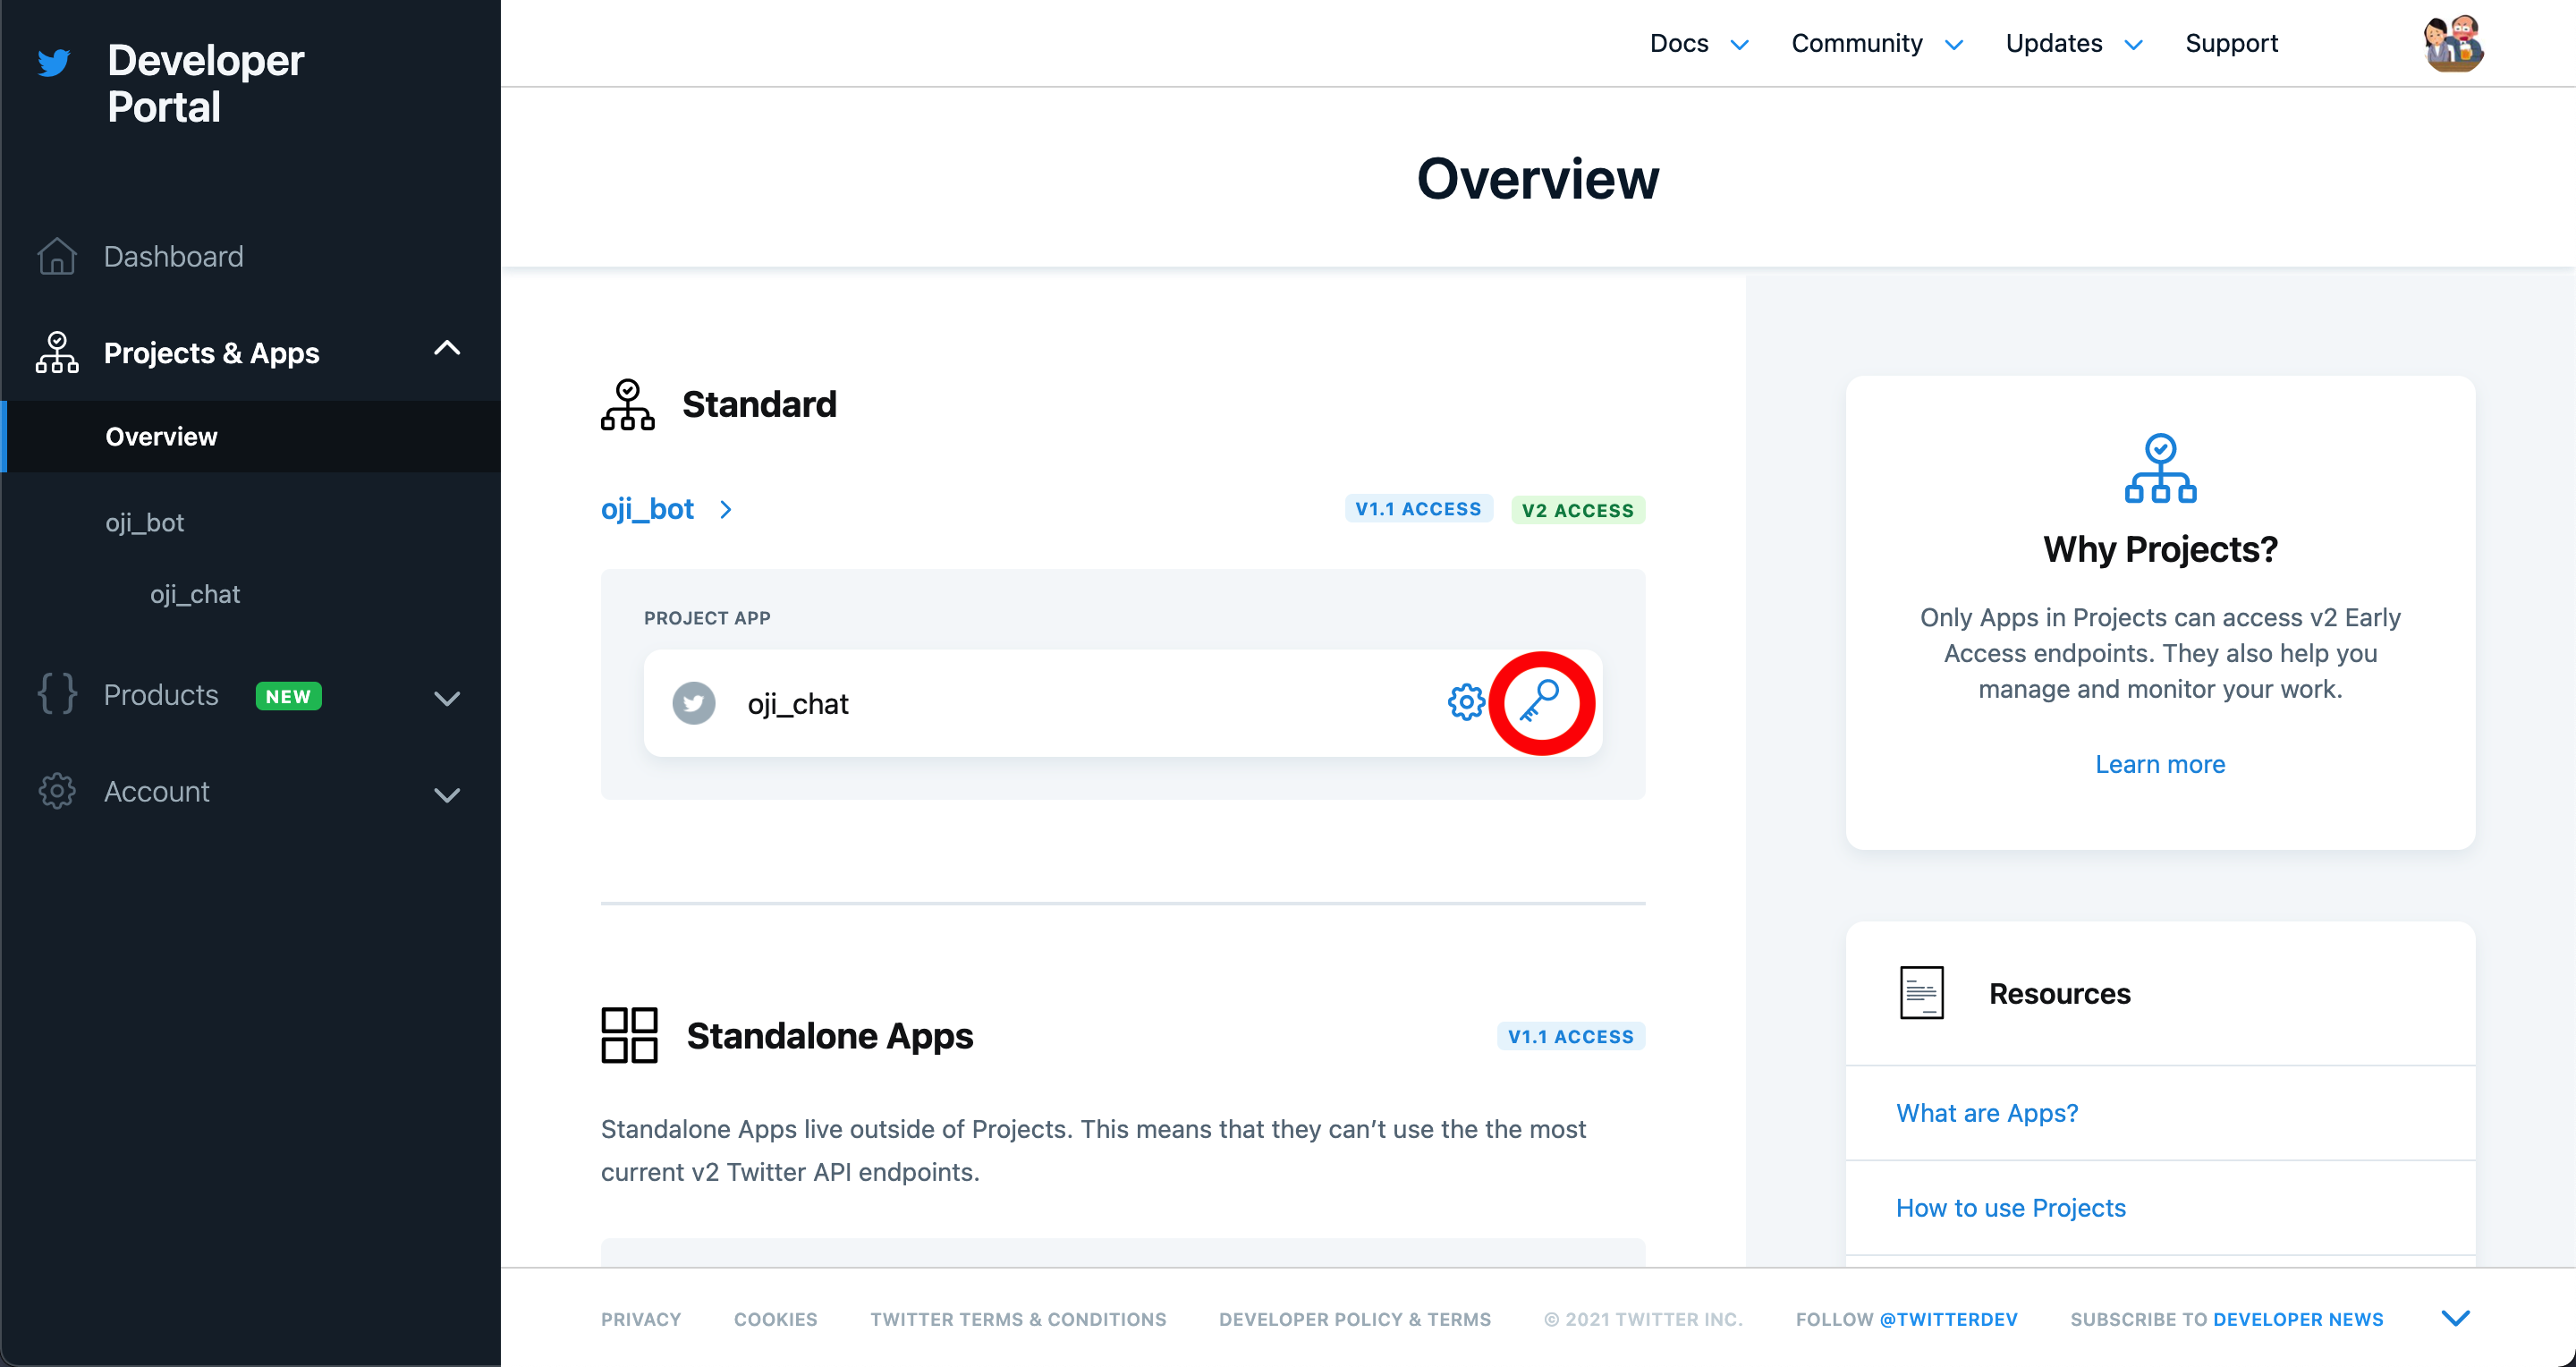 Developer
Portal
Docs
Community
Updates
Support
Overview
Dashboard
Projects & Apps
Overview
oji_bot
oji_chat
Products NEW
Account
Standard
oji_bot
V1.1 ACCESS
V2 ACCESS
PROJECT APP
oji_chat
Standalone Apps
V1.1 ACCESS
Standalone Apps live outside of Projects. This means that they can’t use the the most
current v2 Twitter API endpoints.
Why Projects?
Only Apps in Projects can access v2 Early
Access endpoints. They also help you
manage and monitor your work.
Learn more
Resources
What are Apps?
How to use Projects
PRIVACY
COOKIES
TWITTER TERMS & CONDITIONS
DEVELOPER POLICY & TERMS
© 2021 TWITTER INC.
FOLLOW @TWITTERDEV
SUBSCRIBE TO DEVELOPER NEWS